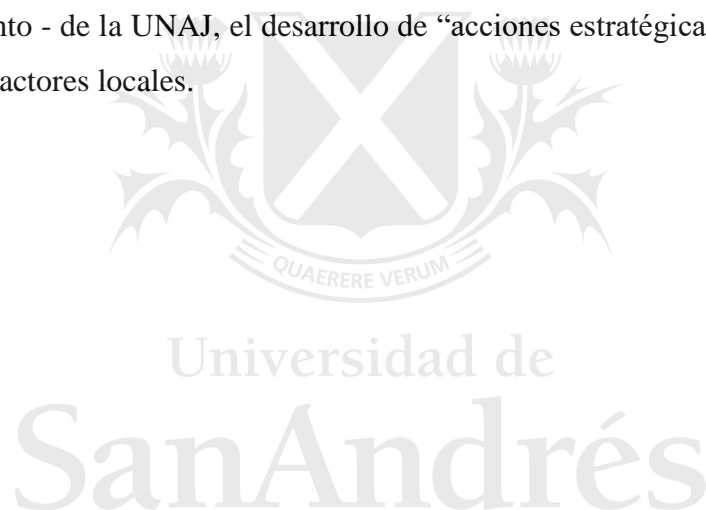 nto - de la UNAJ, el desarrollo de “acciones estratégica
actores locales.
QUAERERE VERUM
Universidad de
SanAndrés